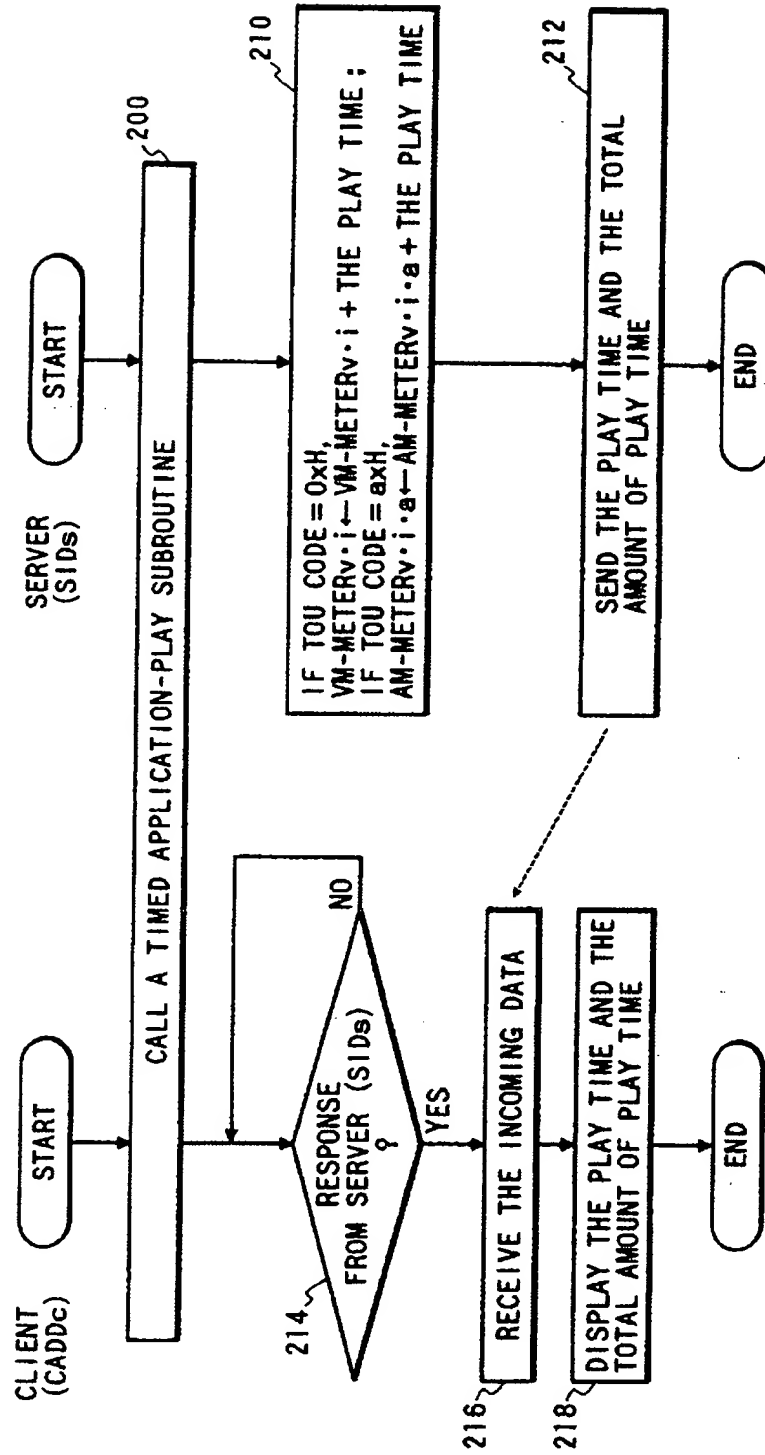 CLIENT
(CADDc)
START
SERVER
(SIDs)
START
200
CALL A TIMED APPLICATION-PLAY SUBROUTINE
214
RESPONSE
FROM SERVER (SIDs)
?
NO
YES
210
IF TOU CODE=0xH,
VM-METERv·i←VM-METERv·i+THE PLAY TIME;
IF TOU CODE=axH,
AM-METERv·i·a←AM-METERv·i·a+THE PLAY TIME
216
RECEIVE THE INCOMING DATA
212
SEND THE PLAY TIME AND THE TOTAL
AMOUNT OF PLAY TIME
218
DISPLAY THE PLAY TIME AND THE
TOTAL AMOUNT OF PLAY TIME
END
END